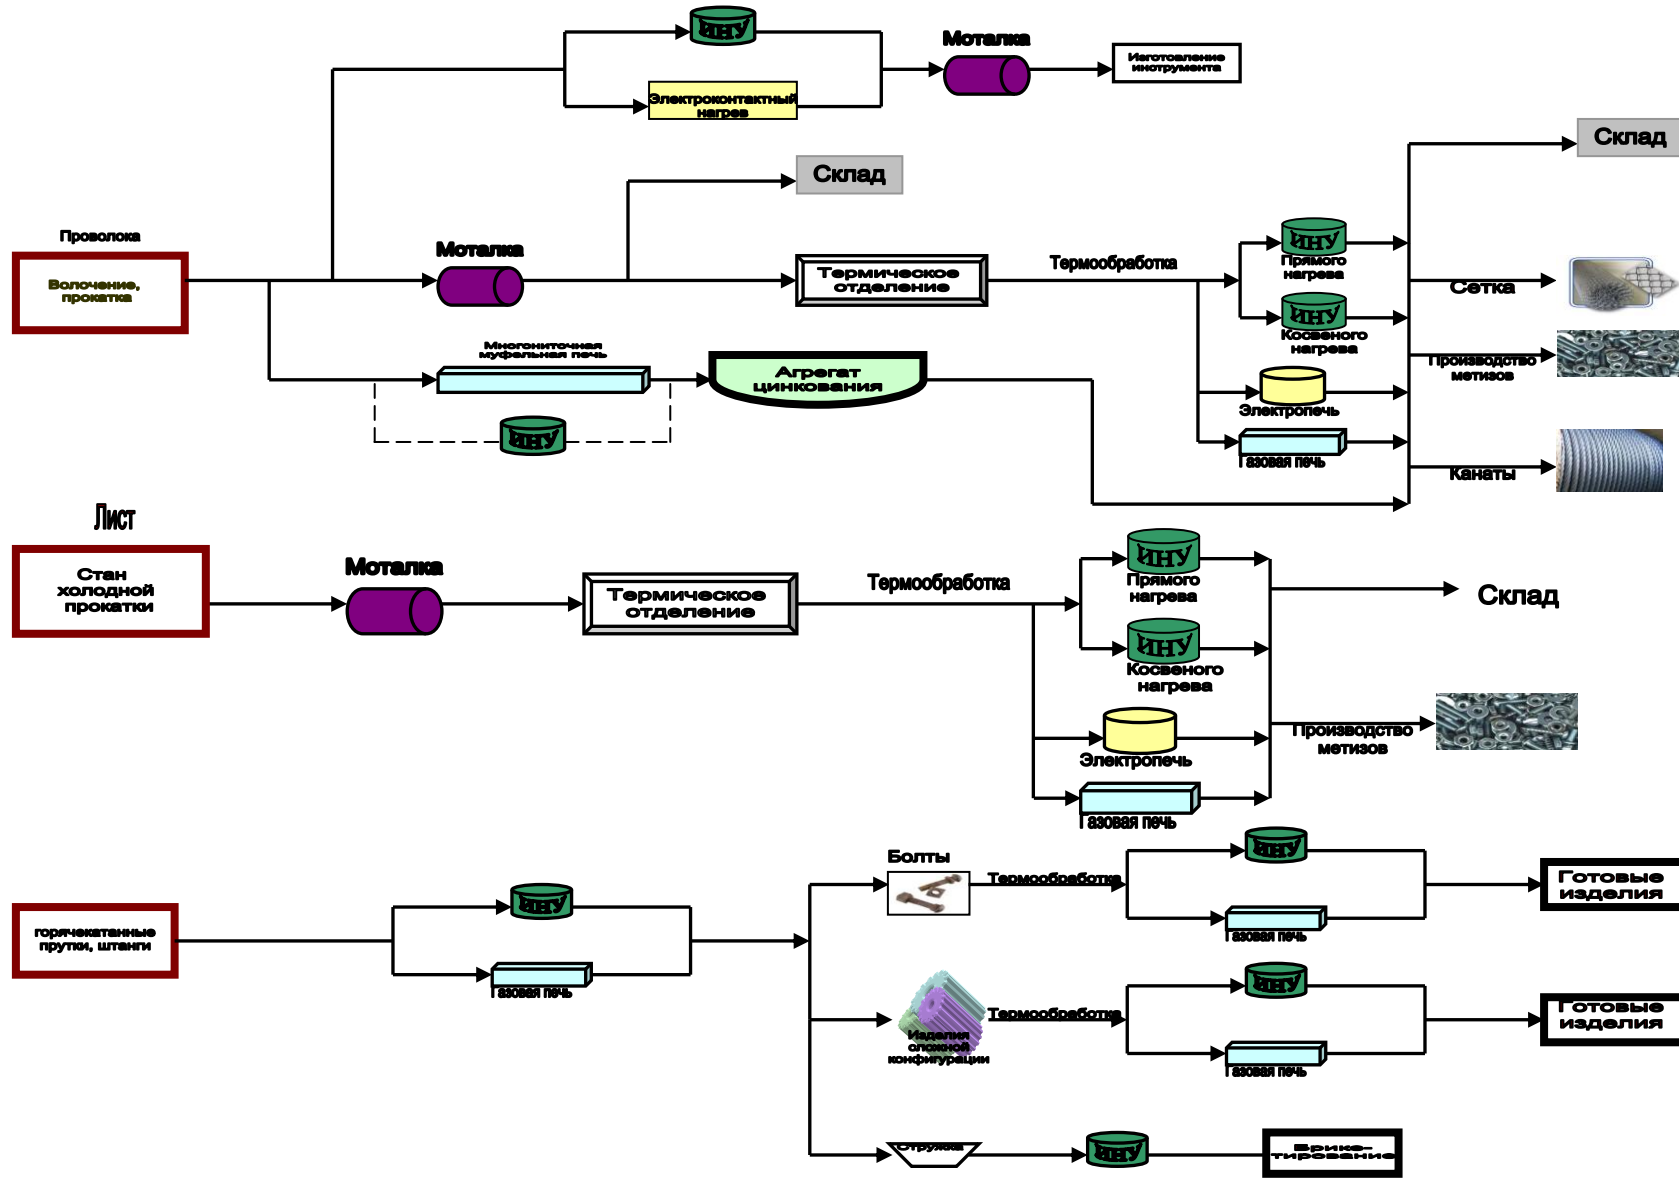 ИНУ
Моталка
Изготовление
инструмента
Электроконтактный
нагрев
Склад
Склад
Проволока
Волочение,
прокатка
Моталка
Термическое
отделение
Термообработка
ИНУ
Прямого
нагрева
ИНУ
Косвеного
нагрева
Сетка
Производство
метизов
Многониточная
муфельная печь
Агрегат
цинкования
ИНУ
Электропечь
Газовая печь
Канаты
Лист
Стан
холодной
прокатки
Моталка
Термическое
отделение
Термообработка
ИНУ
Прямого
нагрева
ИНУ
Косвеного
нагрева
Склад
Электропечь
Газовая печь
Производство
метизов
горячекатанные
прутки, штанги
ИНУ
Газовая печь
Болты
Термообработка
ИНУ
Газовая печь
Готовые
изделия
Изделия
сложной
конфигурации
Термообработка
ИНУ
Газовая печь
Готовые
изделия
Стружка
ИНУ
Брике-
тирование